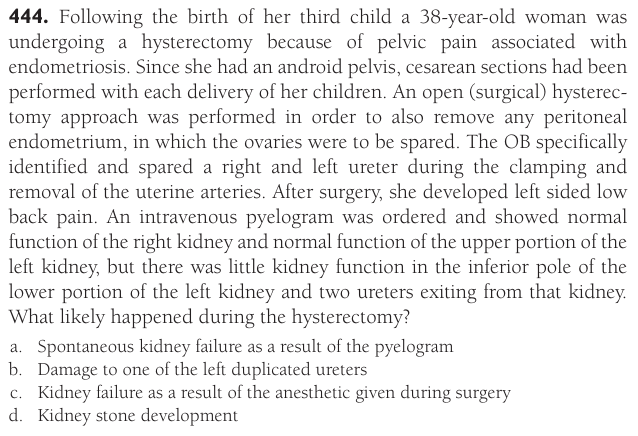 444. Following the birth of her third child a 38-year-old woman was
undergoing a hysterectomy because of pelvic pain associated with
endometriosis. Since she had an android pelvis, cesarean sections had been
performed with each delivery of her children. An open (surgical) hysterec-
tomy approach was performed in order to also remove any peritoneal
endometrium, in which the ovaries were to be spared. The OB specifically
identified and spared a right and left ureter during the clamping and
removal of the uterine arteries. After surgery, she developed left sided low
back pain. An intravenous pyelogram was ordered and showed normal
function of the right kidney and normal function of the upper portion of the
left kidney, but there was little kidney function in the inferior pole of the
lower portion of the left kidney and two ureters exiting from that kidney.
What likely happened during the hysterectomy?
a. Spontaneous kidney failure as a result of the pyelogram
b. Damage to one of the left duplicated ureters
c. Kidney failure as a result of the anesthetic given during surgery
d. Kidney stone development